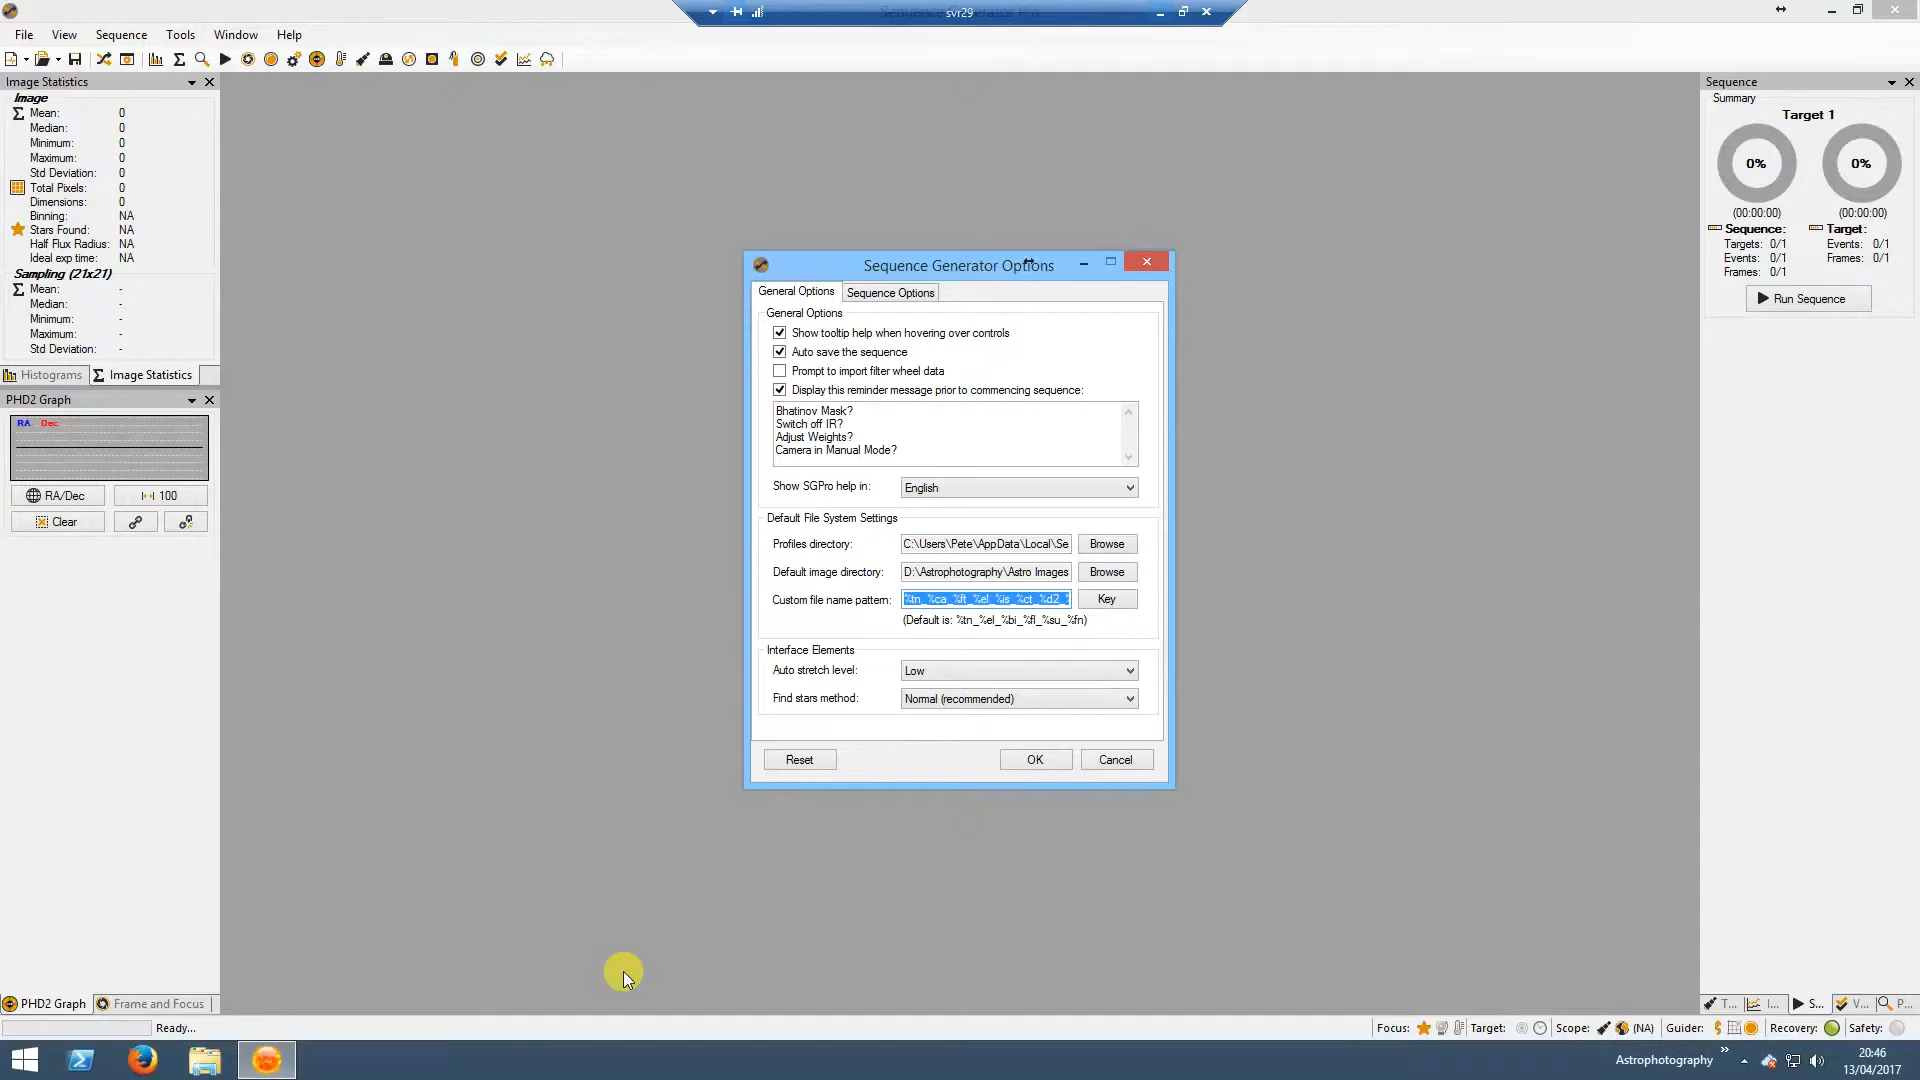 svr29
File View Sequence Tools Window Help
Image Statistics
Image
Mean: 0
Median: 0
Minimum: 0
Maximum: 0
Std Deviation: 0
Total Pixels: 0
Dimensions: 0
Binning: NA
Stars Found: NA
Half Flux Radius: NA
Ideal exp time: NA
Sampling (21x21)
Mean: -
Median: -
Minimum: -
Maximum: -
Std Deviation: -
Histograms Image Statistics
PHD2 Graph
RA Dec
RA/Dec 100
Clear
PHD2 Graph Frame and Focus
Ready...
Sequence Generator Options
General Options Sequence Options
General Options
Show tooltip help when hovering over controls
Auto save the sequence
Prompt to import filter wheel data
Display this reminder message prior to commencing sequence:
Bhatinov Mask?
Switch off IR?
Adjust Weights?
Camera in Manual Mode?
Show SGPro help in: English
Default File System Settings
Profiles directory: C:\Users\Pete\AppData\Local\Se Browse
Default image directory: D:\Astrophotography\Astro Images Browse
Custom file name pattern: %tn_%ca_%ft_%el_%is_%ct_%d2_% Key
(Default is: %tn_%el_%bi_%fl_%su_%fn)
Interface Elements
Auto stretch level: Low
Find stars method: Normal (recommended)
Reset OK Cancel
Sequence
Summary
Target 1
0% 0%
(00:00:00) (00:00:00)
Sequence: Target:
Targets: 0/1 Events: 0/1
Events: 0/1 Frames: 0/1
Frames: 0/1
Run Sequence
T... I... S... V... P...
Focus: Target: Scope: (NA) Guider: Recovery: Safety:
Astrophotography
20:46
13/04/2017